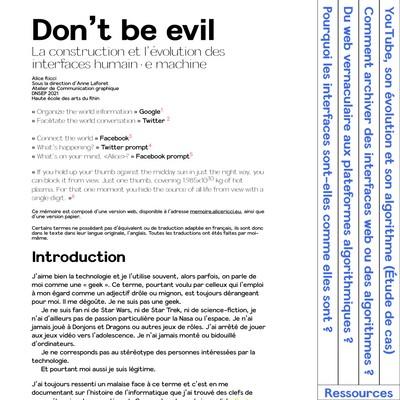 Don't be evil
La construction et l'évolution des
interfaces humain·e machine
Alice Ricci
Sous la direction d'Anne Laforet
Atelier de Communication graphique
DNSEP 2021
Haute école des arts du Rhin
« Organize the world information » Google1
« Facilitate the world conversation » Twitter 2
« Connect the world » Facebook3
« What's happening? » Twitter prompt4
« What's on your mind, <Alice>? » Facebook prompt5
« If you hold up your thumb against the midday sun in just the right way, you
can block it from view. Just one thumb, covering 1.985x1030 kg of hot
plasma. For that one moment you hide the source of all life from view with a
single digit. »6
Ce mémoire est composé d'une version web, disponible à l'adresse memoire.alicericci.eu, ainsi que
d'une version papier.
Certains termes ne possèdent pas d'équivalent ou de traduction adaptée en français, ils sont donc
dans le texte dans leur langue originale, l'anglais. Toutes les traductions ont étés faites par moi-
même.
Introduction
J'aime bien la technologie et je l'utilise souvent, alors parfois, on parle de
moi comme une « geek ». Ce terme, pourtant voulu par celleux qui l'emploi
à mon égard comme un adjectif drôle ou mignon, est toujours dérangeant
pour moi. Il me dégoûte. Je ne suis pas une geek.
Je ne suis fan ni de Star Wars, ni de Star Trek, ni de science-fiction, je
n'ai d'ailleurs pas de passion particulière pour la Nasa ou l'espace. Je n'ai
jamais joué à Donjons et Dragons ou autres jeux de rôles. J'ai arrêté de jouer
aux jeux vidéo vers l'adolescence. Je n'ai jamais monté ou bidouillé
d'ordinateurs.
Je ne corresponds pas au stéréotype des personnes intéressées par la
technologie.
Et pourtant moi aussi je suis légitime.
J'ai toujours ressenti un malaise face à ce terme et c'est en me
documentant sur l'histoire de l'informatique que j'ai trouvé des clefs de
Pourquoi les interfaces sont-elles comme elles sont ?
Du web vernaculaire aux plateformes algorithmiques ?
Comment archiver des interfaces web ou des algorithmes ?
YouTube, son évolution et son algorithme (Étude de cas)
Ressources